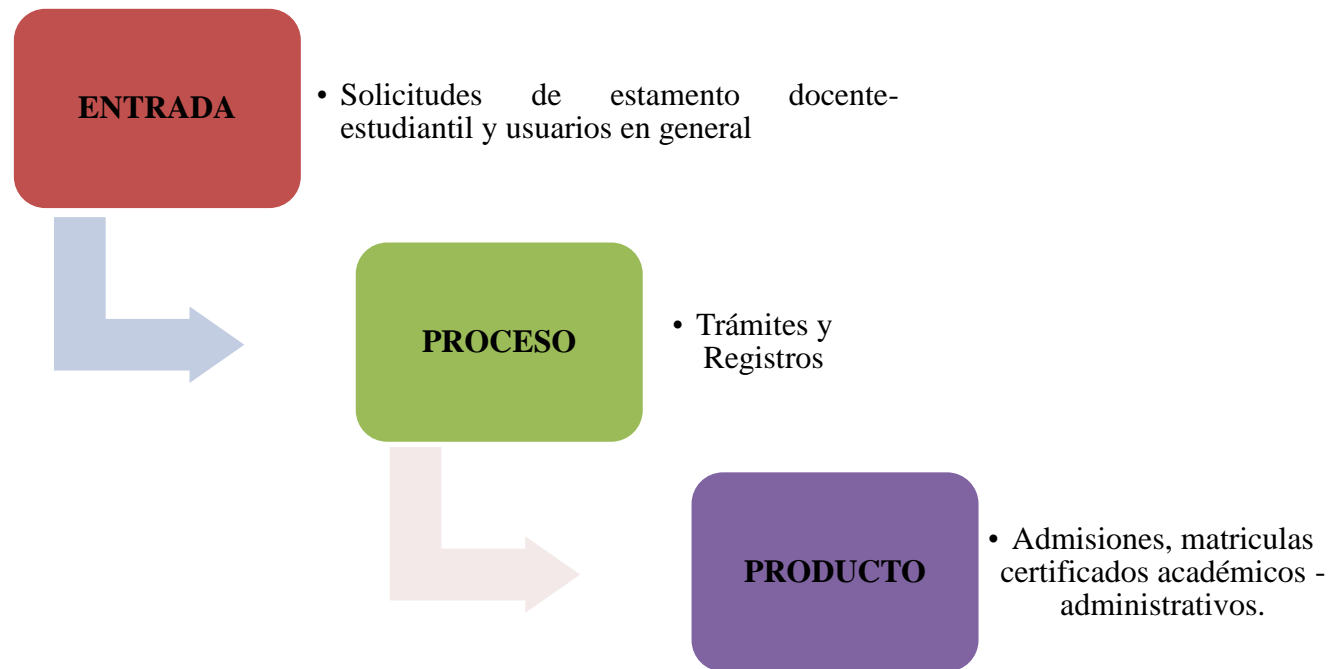 ENTRADA
• Solicitudes de estamento docente-
estudiantil y usuarios en general
PROCESO
• Trámites y
Registros
PRODUCTO
• Admisiones, matriculas
certificados académicos -
administrativos.